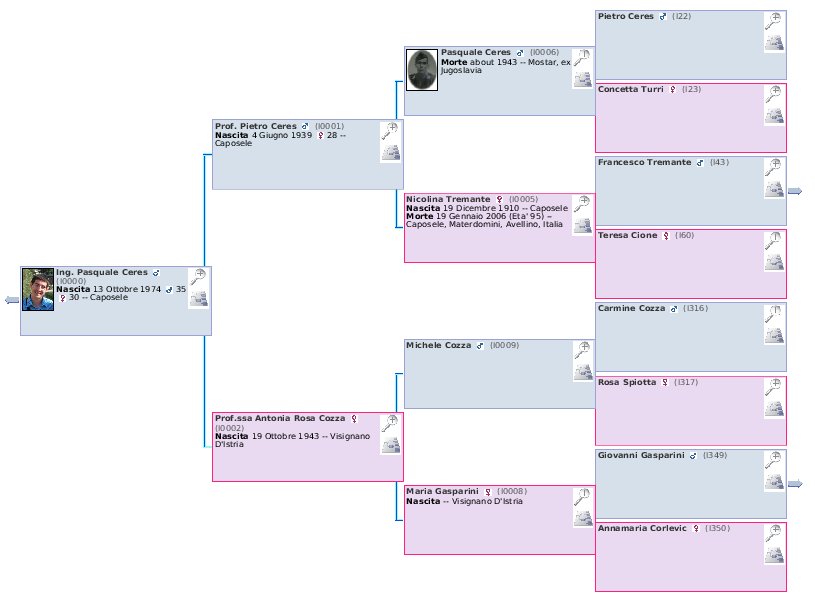 Pietro Ceres ♂ (I22)
Pasquale Ceres ♂ (I0006)
Morte about 1943 -- Mostar, ex
Jugoslavia
Concetta Turri ♀ (I23)
Prof. Pietro Ceres ♂ (I0001)
Nascita 4 Giugno 1939 ♀ 28 --
Caposele
Francesco Tremante ♂ (I43)
Nicolina Tremante ♀ (I0005)
Nascita 19 Dicembre 1910 -- Caposele
Morte 19 Gennaio 2006 (Eta' 95) --
Caposele, Materdomini, Avellino, Italia
Teresa Cione ♀ (I60)
Ing. Pasquale Ceres ♂
(I0000)
Nascita 13 Ottobre 1974 ♂ 35
♀ 30 -- Caposele
Carmine Cozza ♂ (I316)
Michele Cozza ♂ (I0009)
Rosa Spiotta ♀ (I317)
Prof.ssa Antonia Rosa Cozza ♀
(I0002)
Nascita 19 Ottobre 1943 -- Visignano
D'Istria
Giovanni Gasparini ♂ (I349)
Maria Gasparini ♀ (I0008)
Nascita -- Visignano D'Istria
Annamaria Corlevic ♀ (I350)